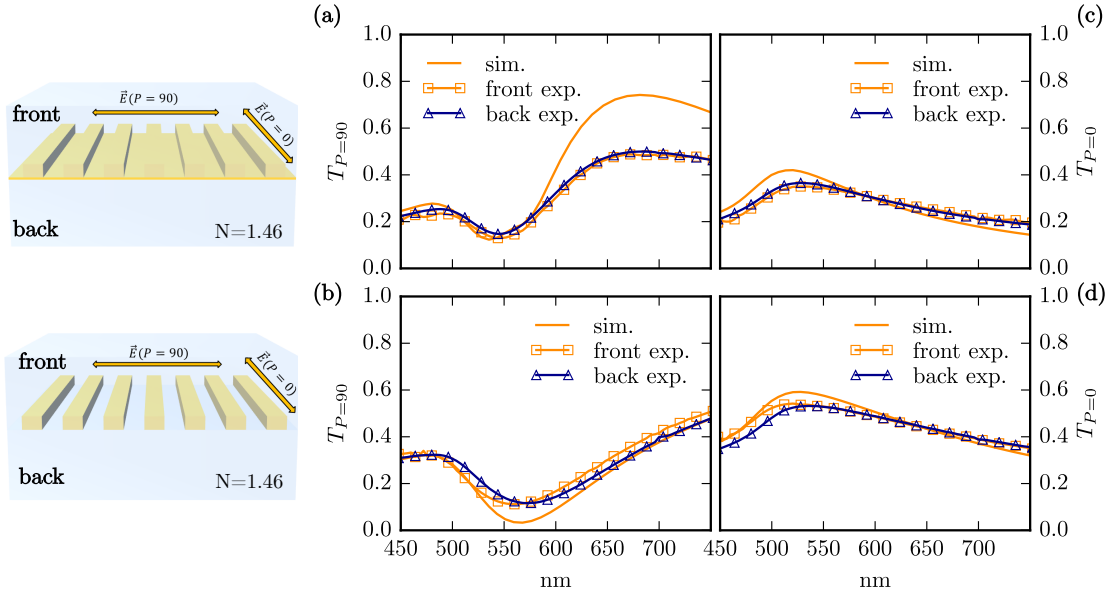 (a)
(c)
front
E⃗(P = 90)
E⃗(P = 0)
back
N=1.46
1.0
0.8
0.6
0.4
0.2
0.0
T_{P=90}
sim.
front exp.
back exp.
sim.
front exp.
back exp.
1.0
0.8
0.6
0.4
0.2
0.0
T_{P=0}
(b)
(d)
front
E⃗(P = 90)
E⃗(P = 0)
back
N=1.46
1.0
0.8
0.6
0.4
0.2
0.0
T_{P=90}
sim.
front exp.
back exp.
sim.
front exp.
back exp.
1.0
0.8
0.6
0.4
0.2
0.0
T_{P=0}
450 500 550 600 650 700
450 500 550 600 650 700
nm
nm